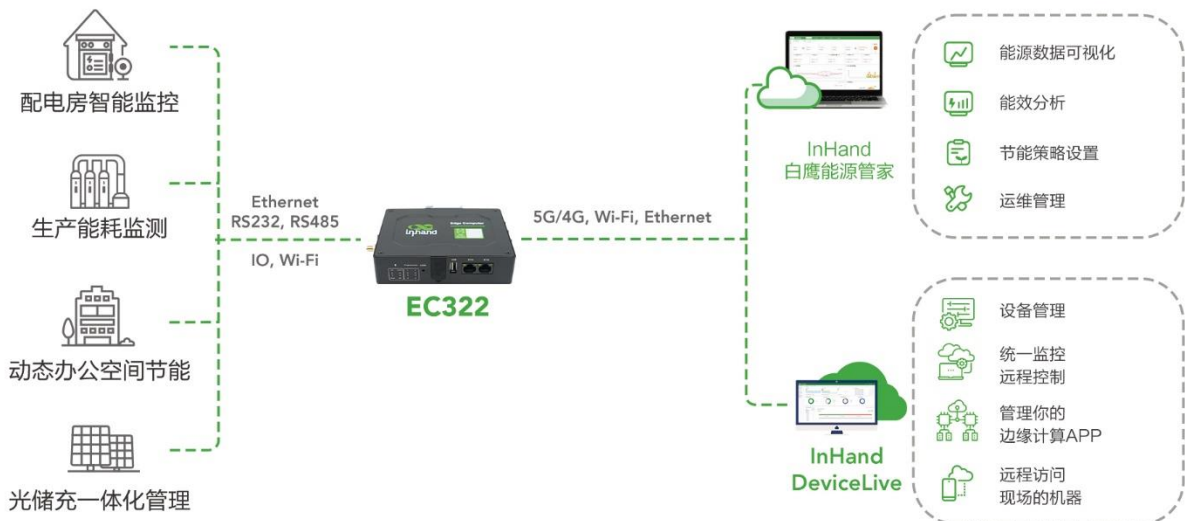 配电房智能监控
生产能耗监测
动态办公空间节能
光储充一体化管理
Ethernet
RS232, RS485
IO, Wi-Fi
inhand
Edge Computer
EC322
5G/4G, Wi-Fi, Ethernet
InHand
白鹰能源管家
能源数据可视化
能效分析
节能策略设置
运维管理
InHand
DeviceLive
设备管理
统一监控
远程控制
管理你的
边缘计算APP
远程访问
现场的机器